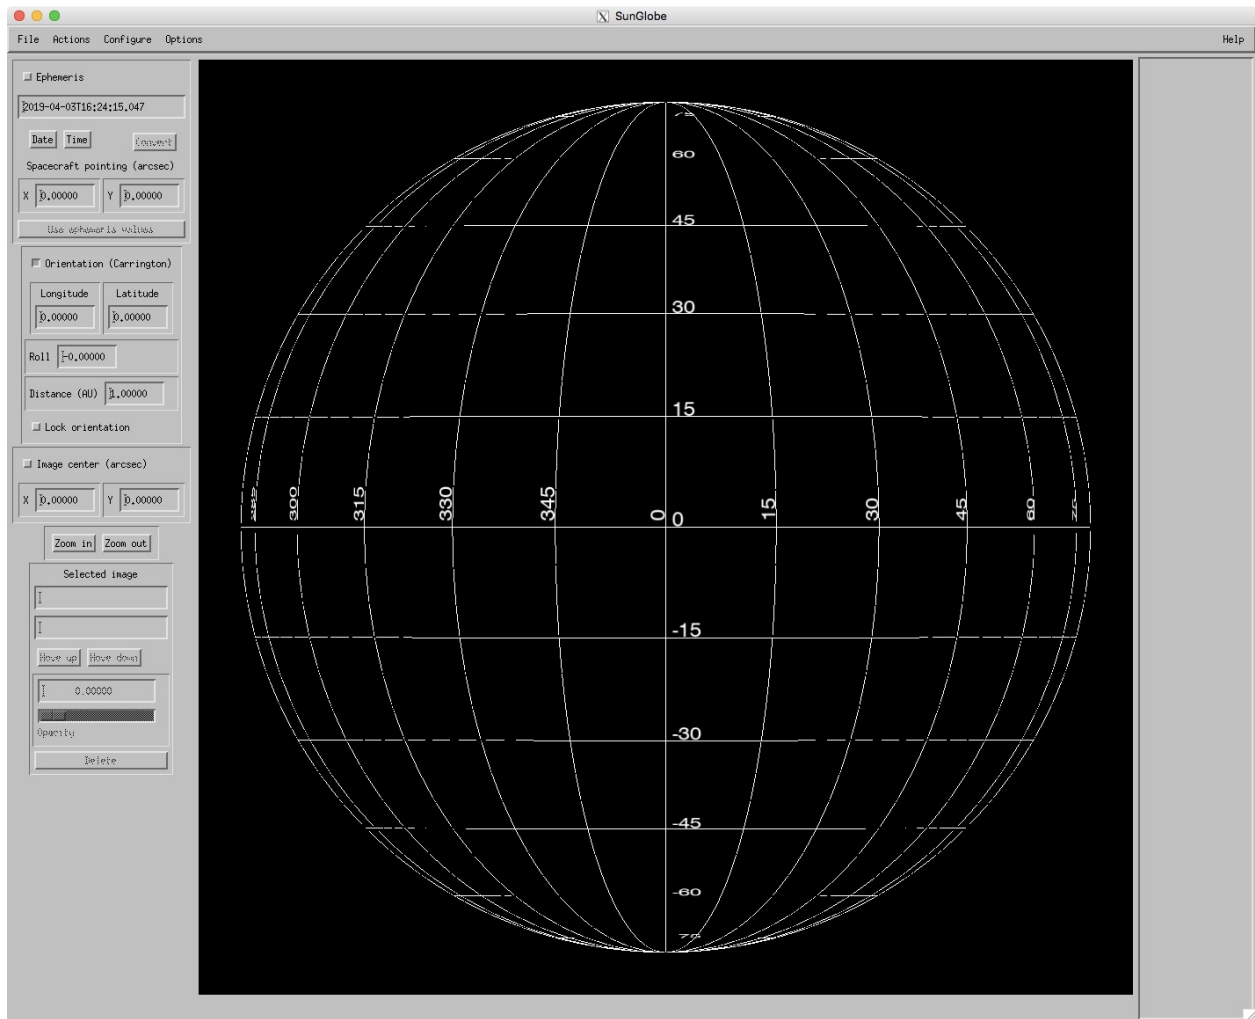 SunGlobe
File Actions Configure Options Help
Ephemeris
2019-04-03T16:24:15.047
Date Time Convert
Spacecraft pointing (arcsec)
X 0.00000 Y 0.00000
Use ephemeris values
Orientation (Carrington)
Longitude Latitude
0.00000 0.00000
Roll -0.00000
Distance (AU) 1.00000
Lock orientation
Image center (arcsec)
X 0.00000 Y 0.00000
Zoom in Zoom out
Selected image
Move up Move down
0.00000
Opacity
Delete
75
60
45
30
15
300 315 330 345 0 0 15 30 45 60
-15
-30
-45
-60